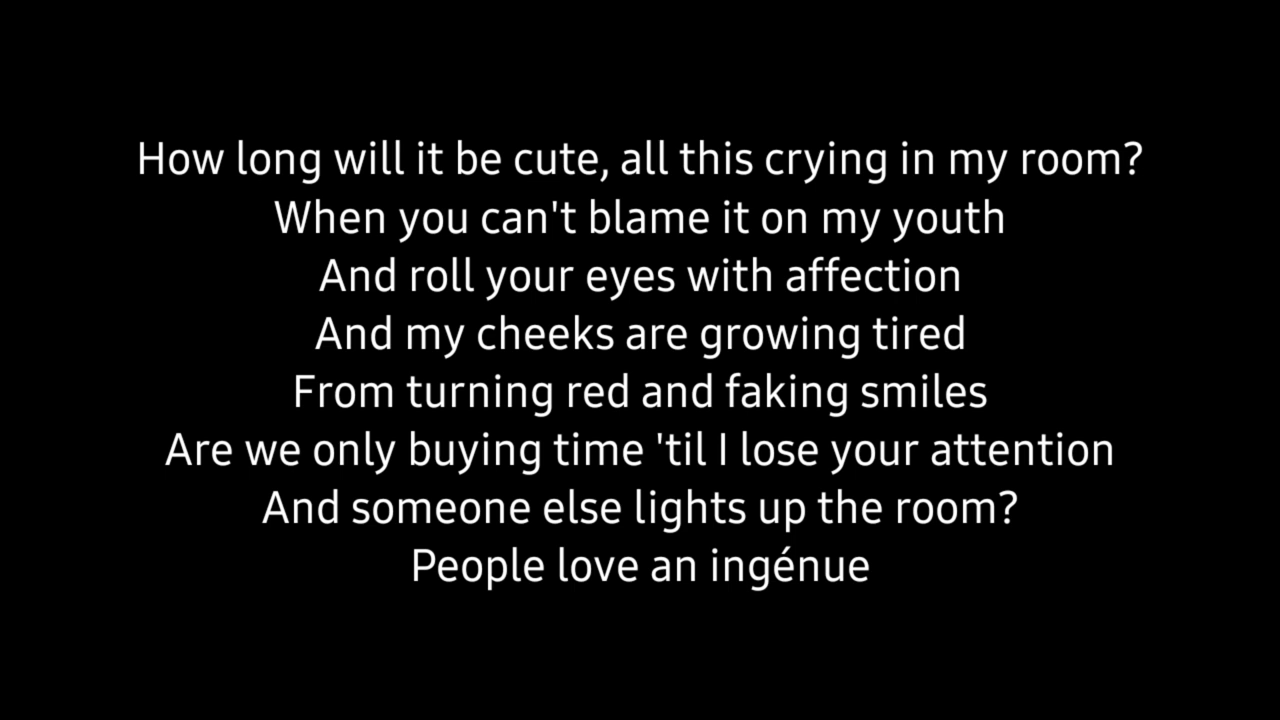 How long will it be cute, all this crying in my room?
When you can't blame it on my youth
And roll your eyes with affection
And my cheeks are growing tired
From turning red and faking smiles
Are we only buying time 'til I lose your attention
And someone else lights up the room?
People love an ingénue